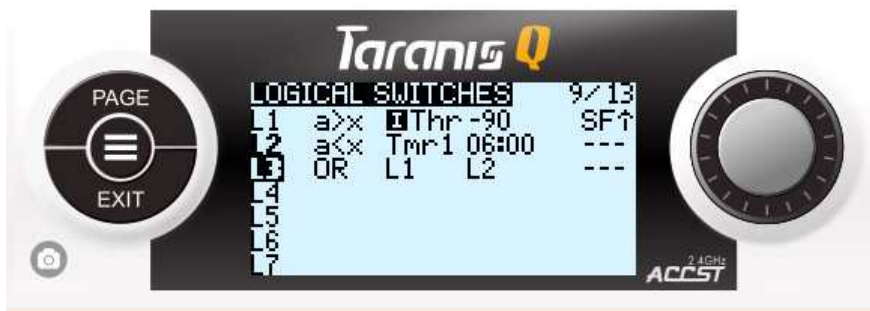 Taranis Q
PAGE
EXIT
LOGICAL SWITCHES 9/13
L1 a>x IThr -90 SF↑
L2 a<x Tmr1 06:00 ---
L3 OR L1 L2 ---
L4
L5
L6
L7
2.4GHz
ACCST